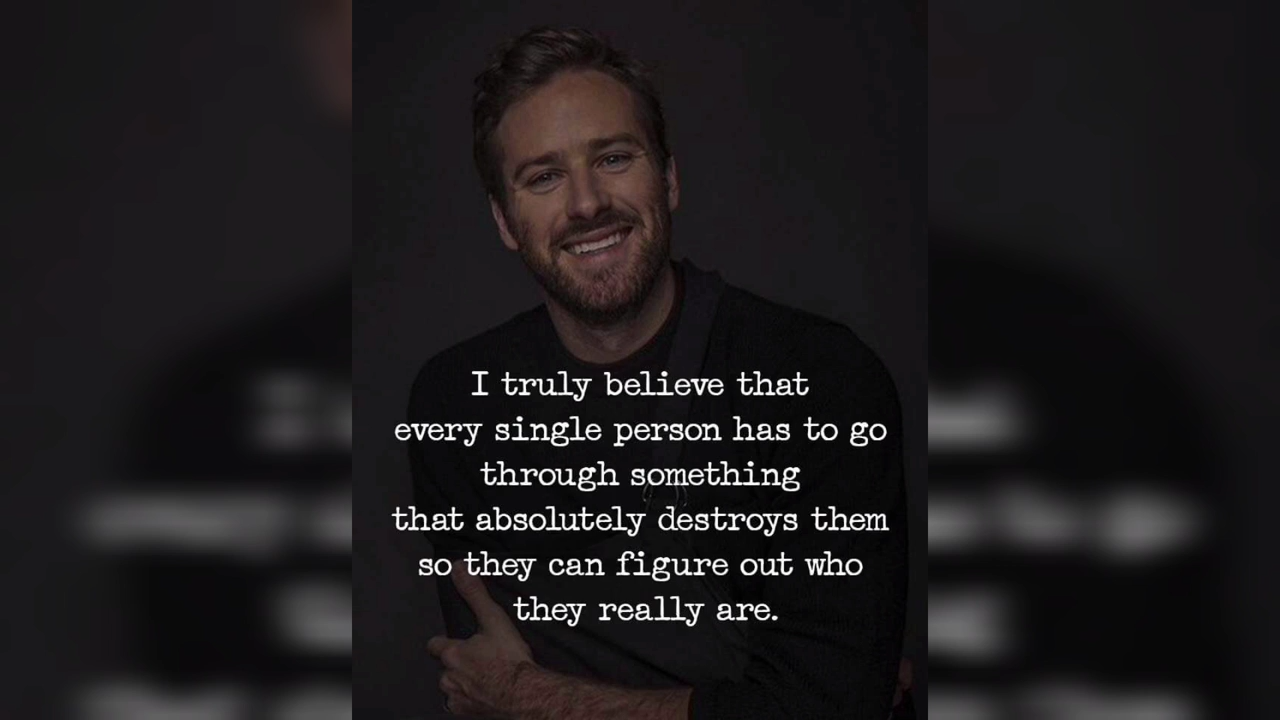 I truly believe that
every single person has to go
through something
that absolutely destroys them
so they can figure out who
they really are.